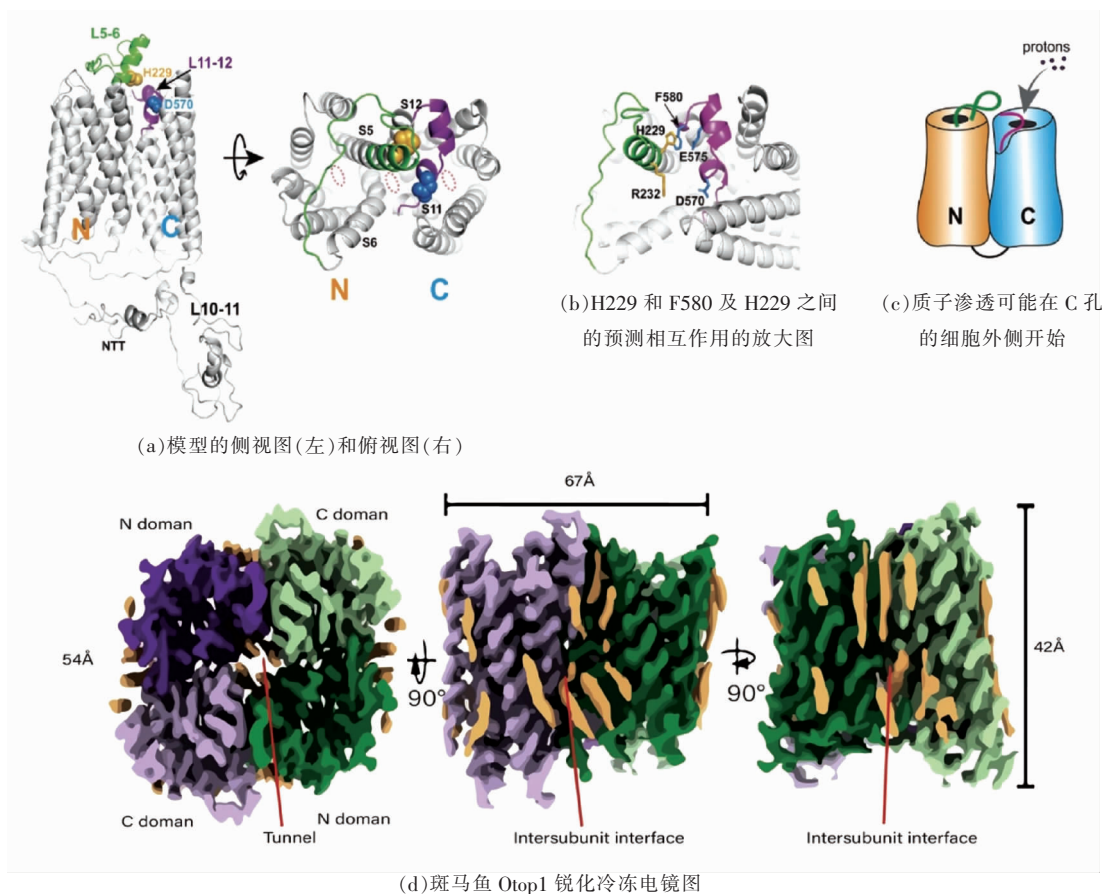 L5-6
H229
L11-12
D570
N
C
L10-11
NTT
S12
S5
S11
S6
N
C
(a)模型的侧视图(左)和俯视图(右)
F580
H229
E575
R232
D570
(b)H229 和 F580 及 H229 之间
的预测相互作用的放大图
protons
N
C
(c)质子渗透可能在 C 孔
的细胞外侧开始
N doman
C doman
54Å
C doman
N doman
Tunnel
90°
67Å
Intersubunit interface
90°
42Å
Intersubunit interface
(d)斑马鱼 Otop1 锐化冷冻电镜图